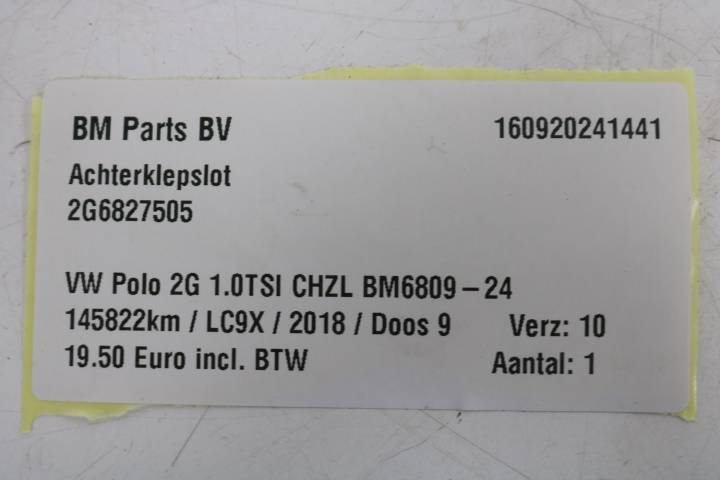 BM Parts BV 160920241441
Achterklepslot
2G6827505
VW Polo 2G 1.0TSI CHZL BM6809-24
145822km / LC9X / 2018 / Doos 9 Verz: 10
19.50 Euro incl. BTW Aantal: 1